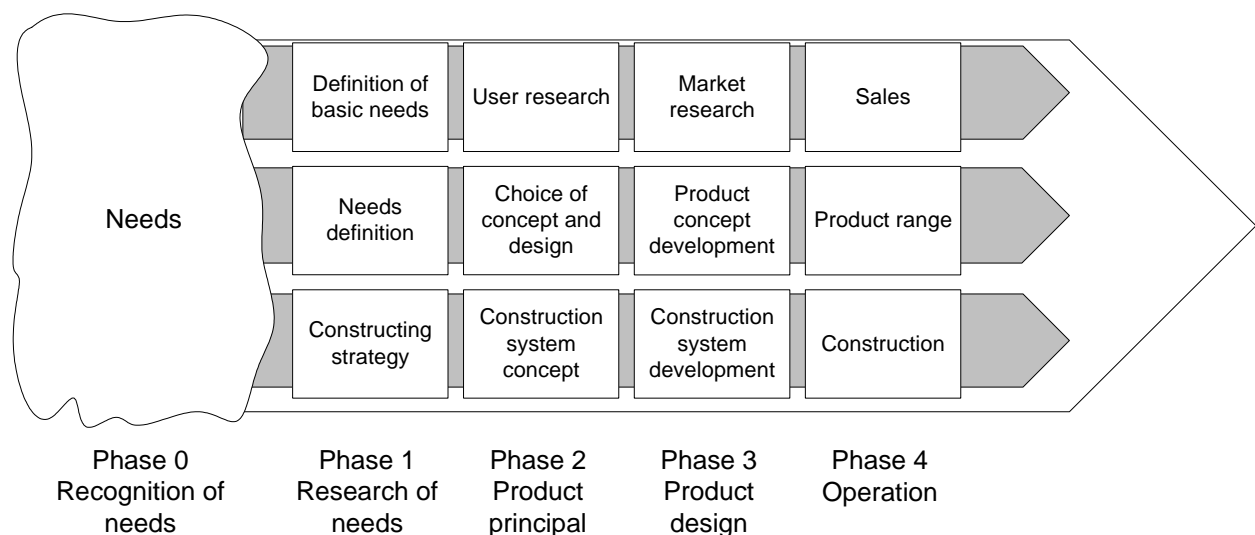 Needs
Definition of
basic needs
User research
Market
research
Sales
Needs
definition
Choice of
concept and
design
Product
concept
development
Product range
Constructing
strategy
Construction
system
concept
Construction
system
development
Construction
Phase 0
Recognition of
needs
Phase 1
Research of
needs
Phase 2
Product
principal
Phase 3
Product
design
Phase 4
Operation